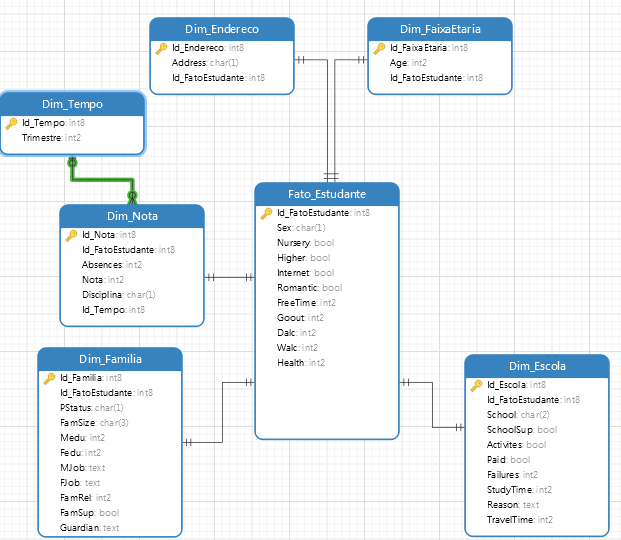 Dim_Endereco
Id_Endereco: int8
Address: char(1)
Id_FatoEstudante: int8
Dim_FaixaEtaria
Id_FaixaEtaria: int8
Age: int2
Id_FatoEstudante: int8
Dim_Tempo
Id_Tempo: int8
Trimestre: int2
Fato_Estudante
Id_FatoEstudante: int8
Sex: char(1)
Nursery: bool
Higher: bool
Internet: bool
Romantic: bool
FreeTime: int2
Goout: int2
Dalc: int2
Walc: int2
Health: int2
Dim_Nota
Id_Nota: int8
Id_FatoEstudante: int8
Absences: int2
Nota: int2
Disciplina: char(1)
Id_Tempo: int8
Dim_Familia
Id_Familia: int8
Id_FatoEstudante: int8
PStatus: char(1)
FamSize: char(3)
Medu: int2
Fedu: int2
MJob: text
FJob: text
FamRel: int2
FamSup: bool
Guardian: text
Dim_Escola
Id_Escola: int8
Id_FatoEstudante: int8
School: char(2)
SchoolSup: bool
Activites: bool
Paid: bool
Failures: int2
StudyTime: int2
Reason: text
TravelTime: int2